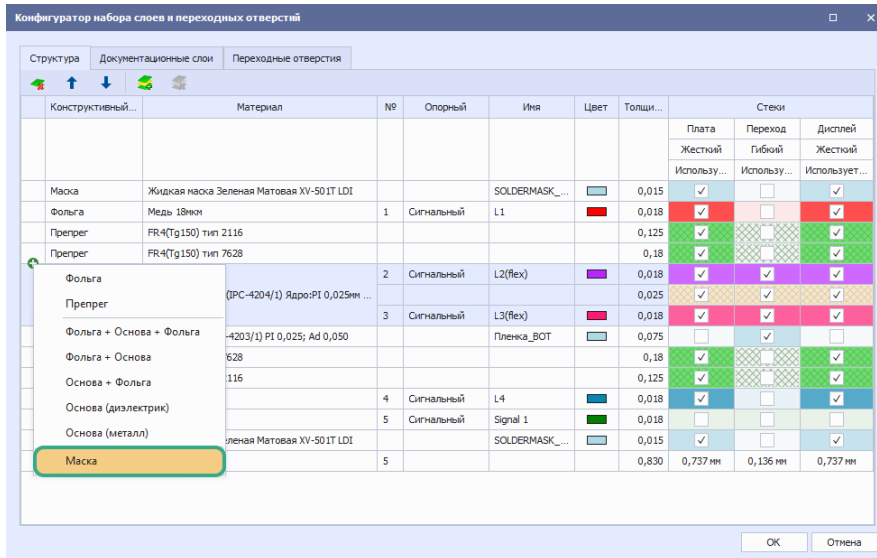 Конфигуратор набора слоев и переходных отверстий
Структура Документационные слои Переходные отверстия
Конструктивный... Материал № Опорный Имя Цвет Толщи... Стеки
Плата Переход Дисплей
Жесткий Гибкий Жесткий
Использу... Использу... Использует...
Маска Жидкая маска Зеленая Матовая XV-501T LDI SOLDERMASK_... 0,015
Фольга Медь 18мкм 1 Сигнальный L1 0,018
Препрег FR4(Tg150) тип 2116 0,125
Препрег FR4(Tg150) тип 7628 0,18
2 Сигнальный L2(flex) 0,018
(IPC-4204/1) Ядро:PI 0,025мм ... 0,025
3 Сигнальный L3(flex) 0,018
-4203/1) PI 0,025; Ad 0,050 Пленка_BOT 0,075
7628 0,18
2116 0,125
4 Сигнальный L4 0,018
5 Сигнальный Signal 1 0,018
еленая Матовая XV-501T LDI SOLDERMASK_... 0,015
5 0,830 0,737 мм 0,136 мм 0,737 мм
Фольга
Препрег
Фольга + Основа + Фольга
Фольга + Основа
Основа + Фольга
Основа (диэлектрик)
Основа (металл)
Маска
OK Отмена